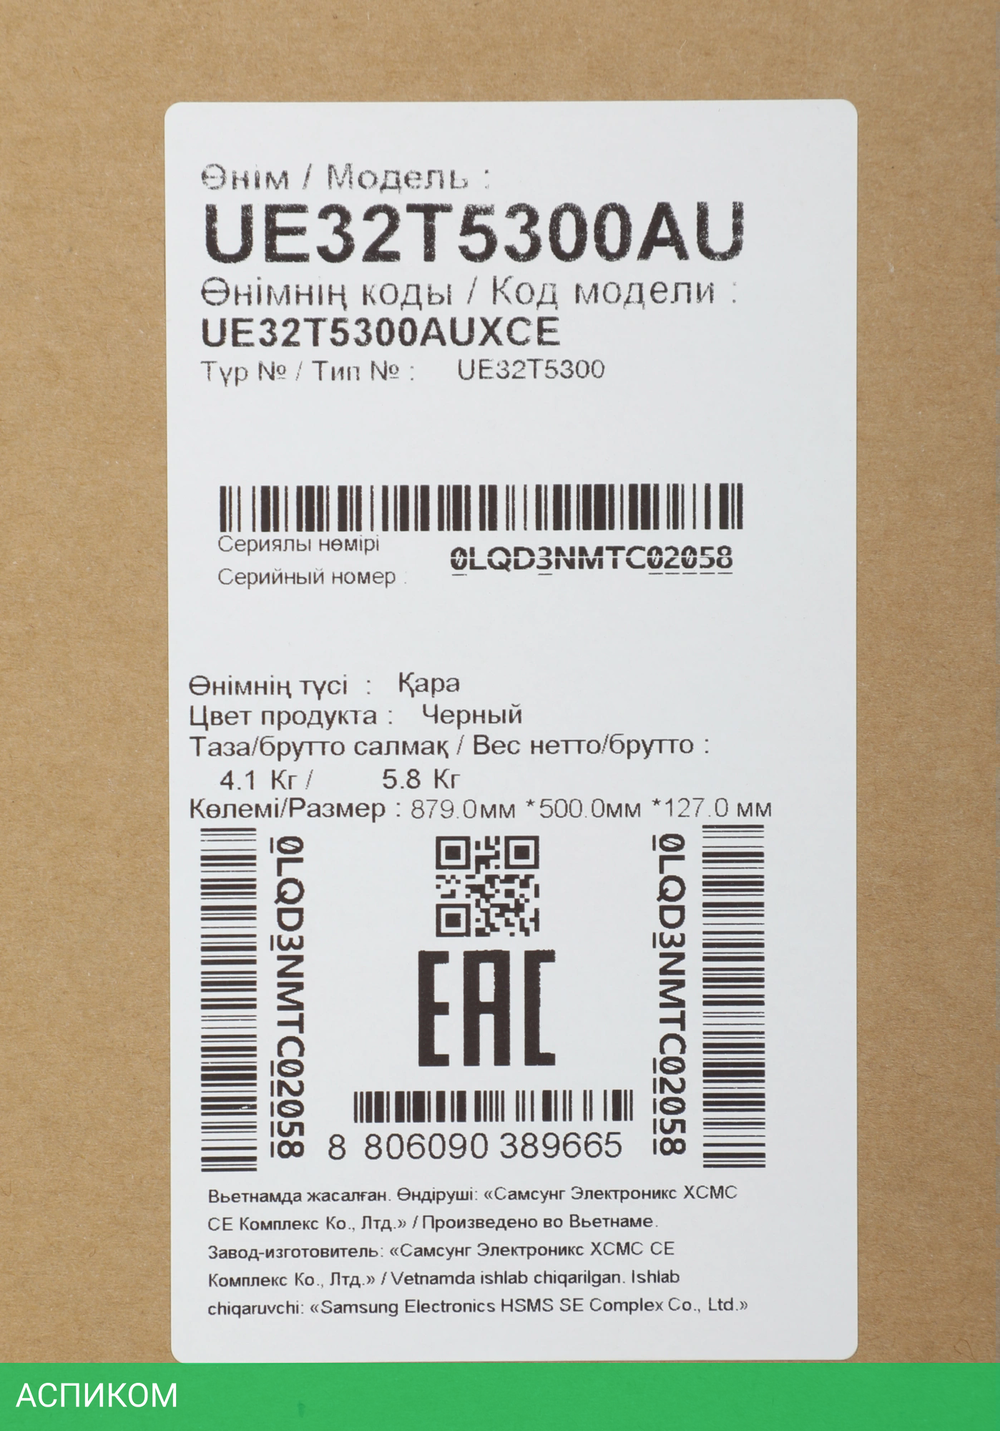 Өнім / Модель :
UE32T5300AU
Өнімнің коды / Код модели :
UE32T5300AUXCE
Түр № / Тип № : UE32T5300
Сериялы нөмірі
Серийный номер : 0LQD3NMTC02058
Өнімнің түсі : Қара
Цвет продукта : Черный
Таза/брутто салмақ / Вес нетто/брутто :
4.1 Кг / 5.8 Кг
Көлемі/Размер : 879.0мм *500.0мм *127.0 мм
0LQD3NMTC02058
0LQD3NMTC02058
EAC
8 806090 389665
Вьетнамда жасалған. Өндіруші: «Самсунг Электроникс ХСМС
СЕ Комплекс Ко., Лтд.» / Произведено во Вьетнаме.
Завод-изготовитель: «Самсунг Электроникс ХСМС СЕ
Комплекс Ко., Лтд.» / Vetnamda ishlab chiqarilgan. Ishlab
chiqaruvchi: «Samsung Electronics HSMS SE Complex Co., Ltd.»
АСПИКОМ